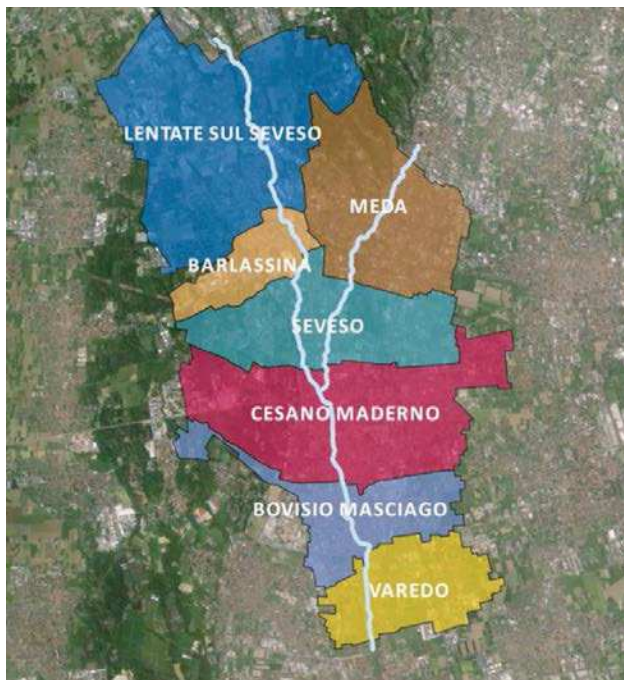 LENTATE SUL SEVESO
MEDA
BARLASSINA
SEVESO
CESANO MADERNO
BOVISIO MASCIAGO
VAREDO